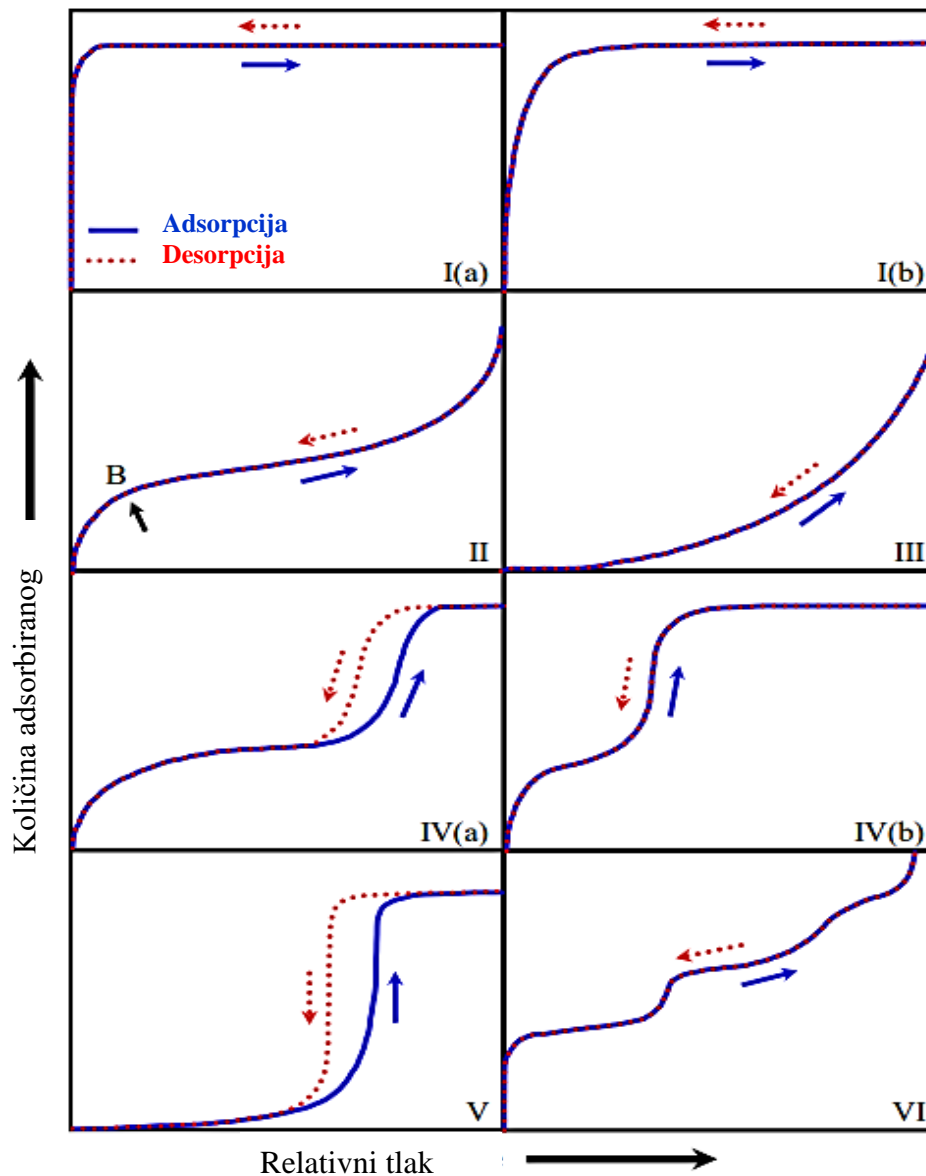 Adsorpcija
Desorpcija
I(a)
I(b)
B
II
III
Količina adsorbiranog
IV(a)
IV(b)
V
VI
Relativni tlak